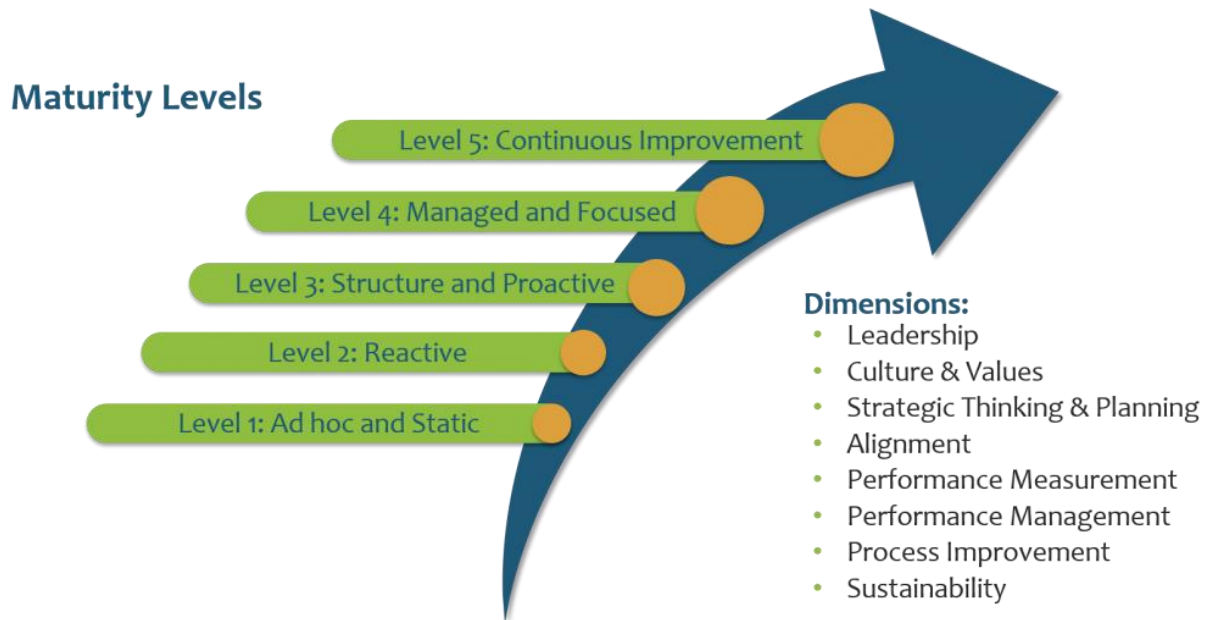 Maturity Levels
Level 5: Continuous Improvement
Level 4: Managed and Focused
Level 3: Structure and Proactive
Level 2: Reactive
Level 1: Ad hoc and Static
Dimensions:
• Leadership
• Culture & Values
• Strategic Thinking & Planning
• Alignment
• Performance Measurement
• Performance Management
• Process Improvement
• Sustainability